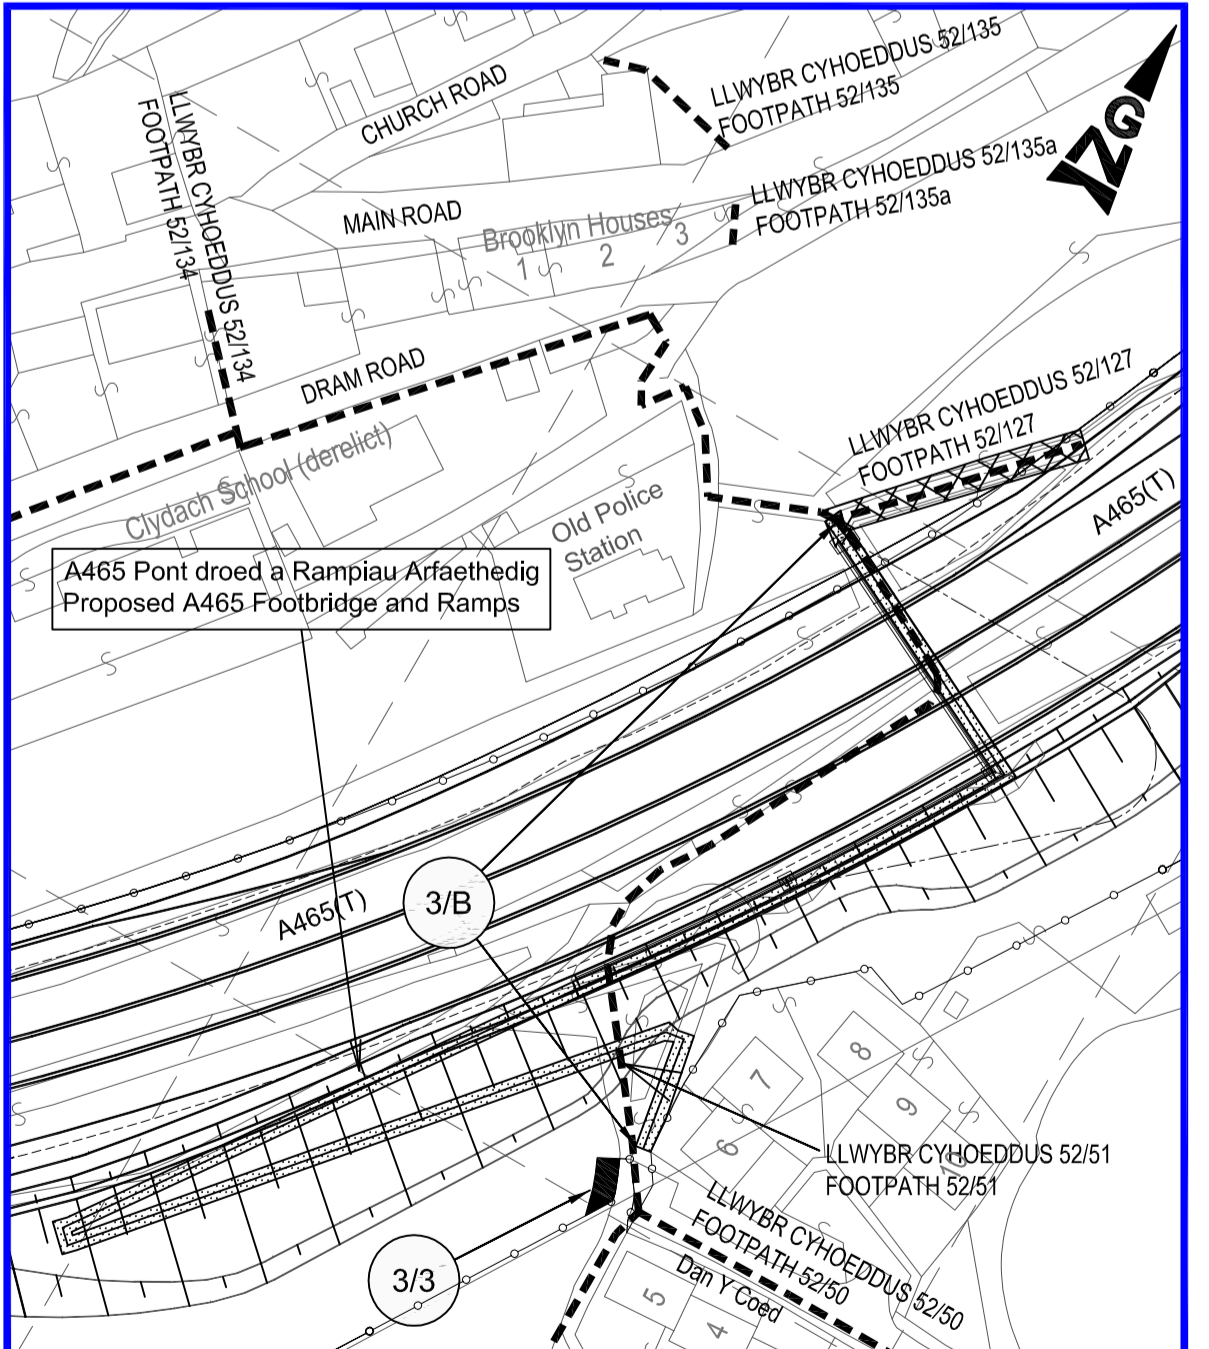 LLWYBR CYHOEDDUS 52/135
FOOTPATH 52/135
CHURCH ROAD
LLWYBR CYHOEDDUS 52/134
FOOTPATH 52/134
N G
LLWYBR CYHOEDDUS 52/135a
FOOTPATH 52/135a
MAIN ROAD
Brooklyn Houses
1 2 3
DRAM ROAD
LLWYBR CYHOEDDUS 52/127
FOOTPATH 52/127
Clydach School (derelict)
Old Police
Station
A465(T)
A465 Pont droed a Rampiau Arfaethedig
Proposed A465 Footbridge and Ramps
3/B
A465(T)
8
7
9
6
10
LLWYBR CYHOEDDUS 52/51
FOOTPATH 52/51
LLWYBR CYHOEDDUS 52/50
FOOTPATH 52/50
Dan Y Coed
3/3
5
4